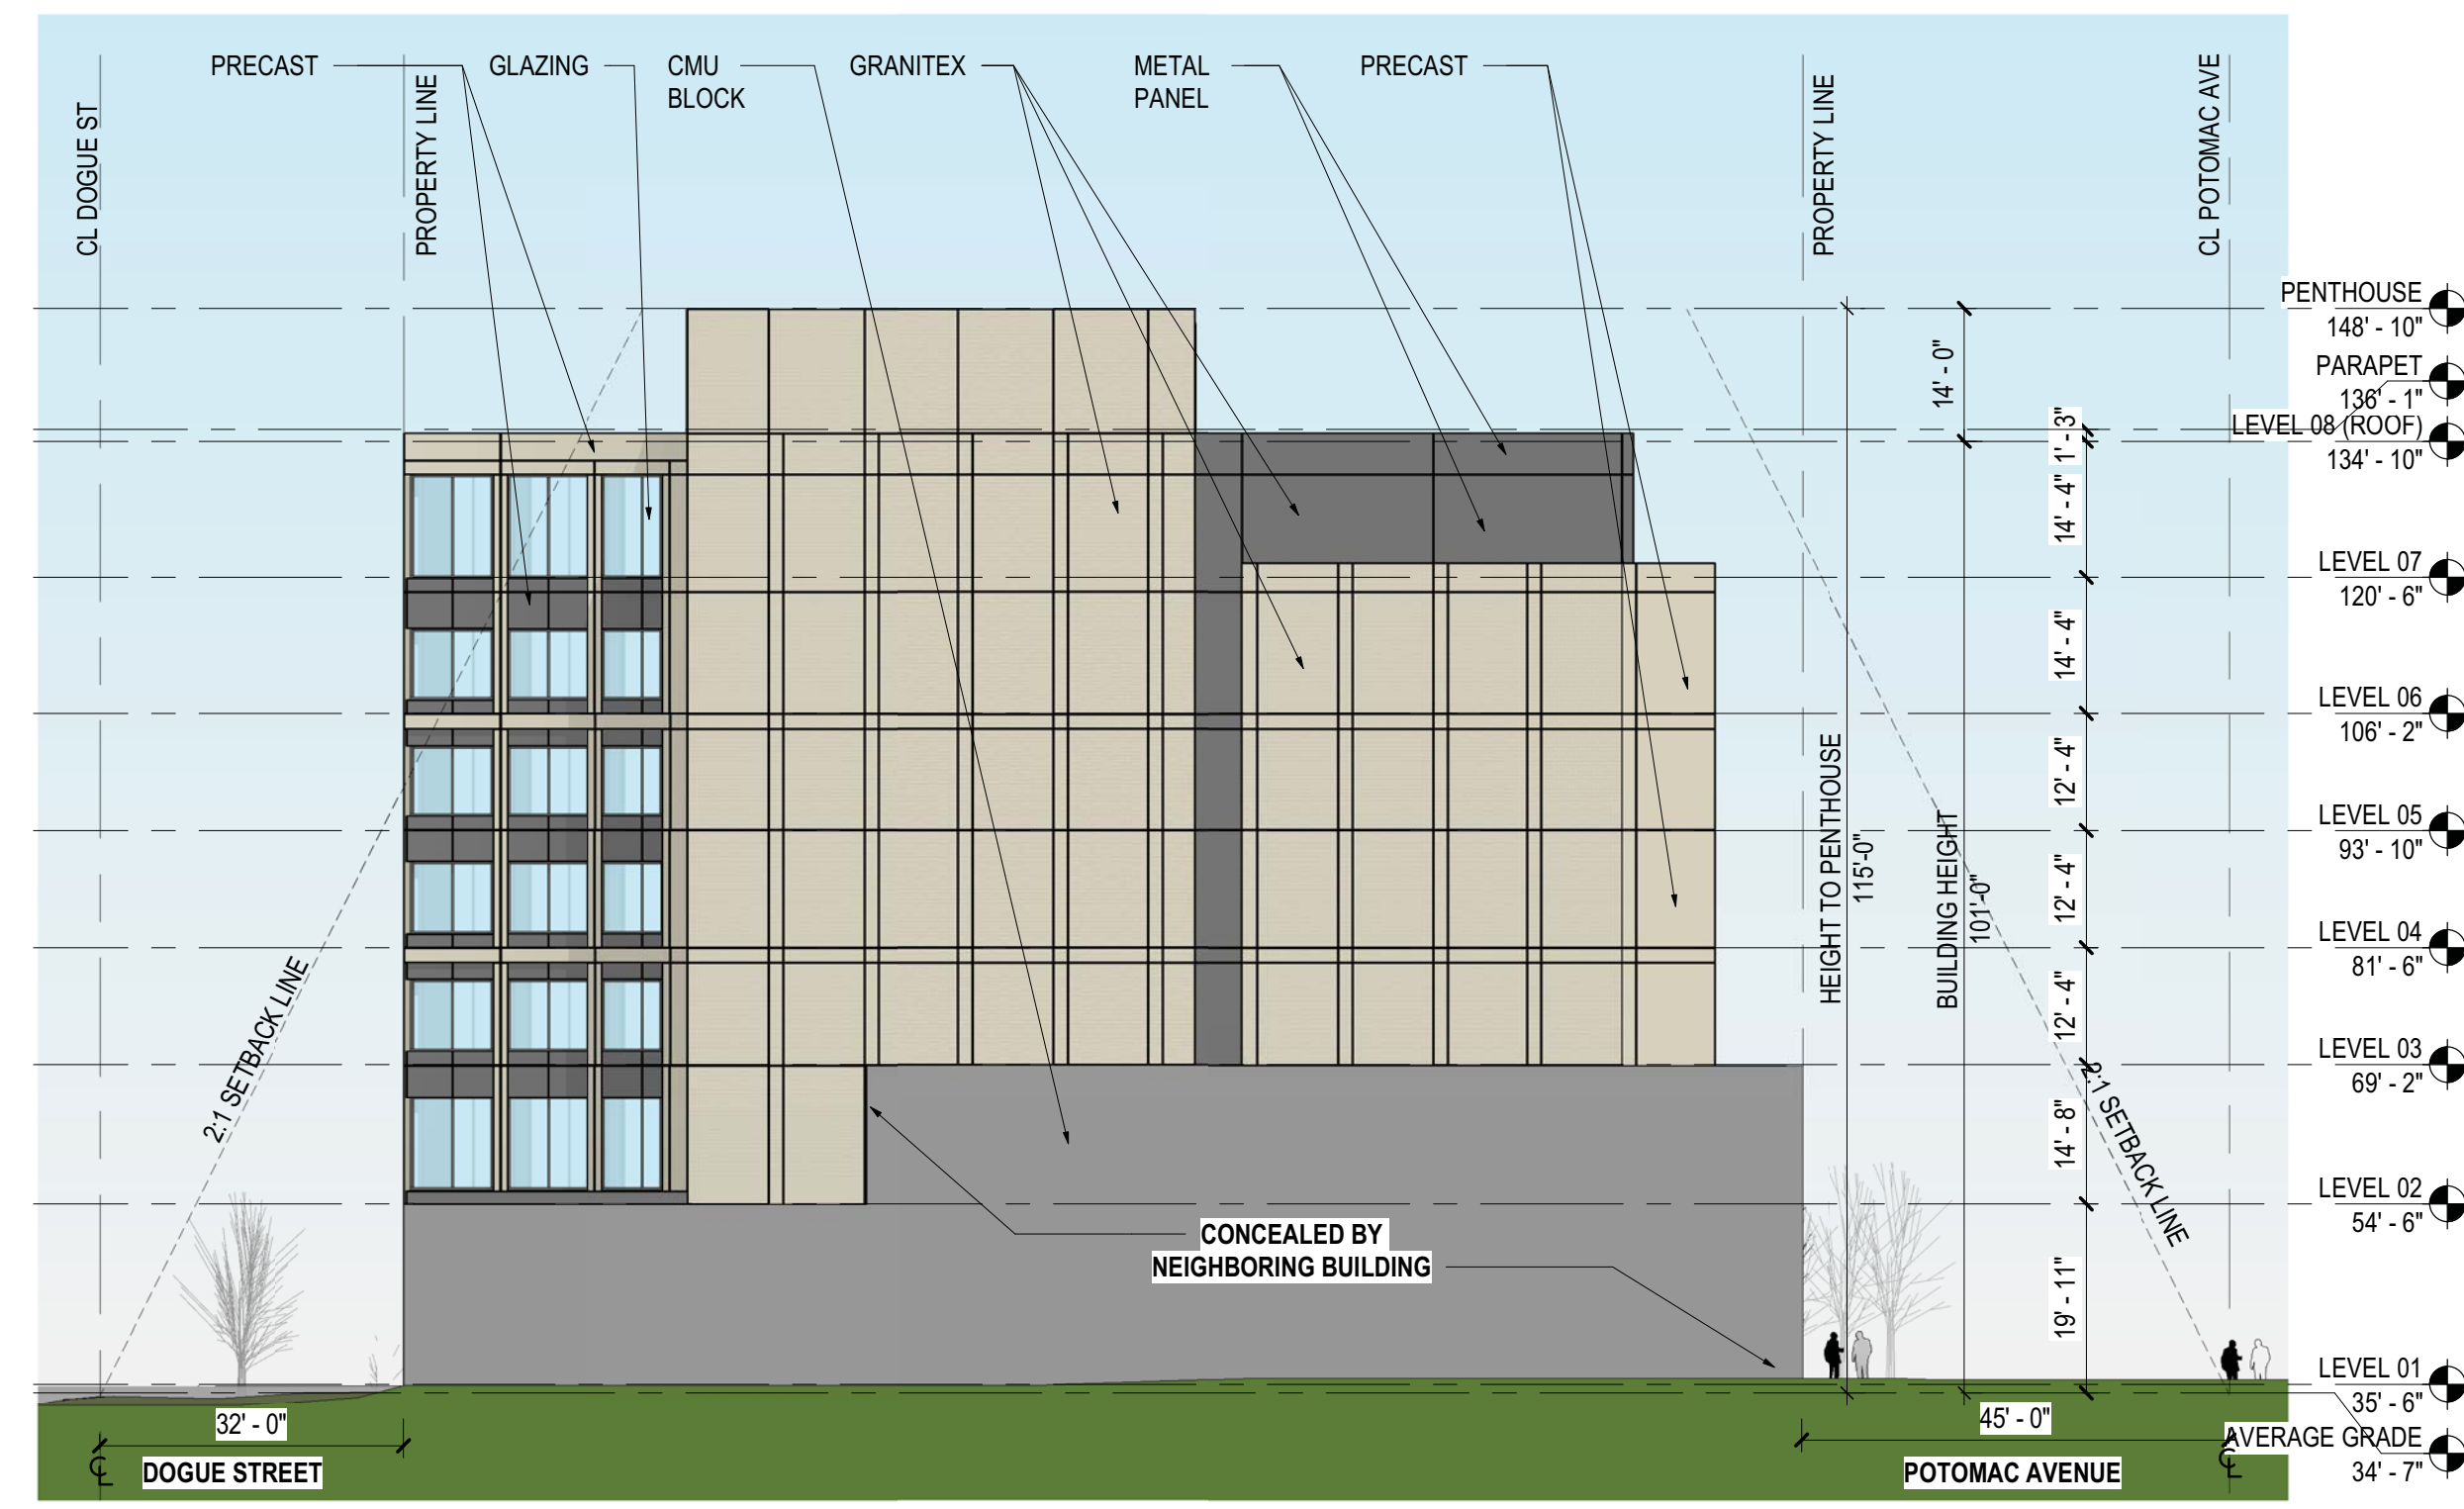 PRECAST
GLAZING
CMU
BLOCK
GRANITEX
METAL
PANEL
PRECAST
CL DOGUE ST
PROPERTY LINE
PROPERTY LINE
CL POTOMAC AVE
PENTHOUSE
148' - 10"
PARAPET
136' - 1"
LEVEL 08 (ROOF)
134' - 10"
LEVEL 07
120' - 6"
LEVEL 06
106' - 2"
LEVEL 05
93' - 10"
LEVEL 04
81' - 6"
LEVEL 03
69' - 2"
LEVEL 02
54' - 6"
LEVEL 01
35' - 6"
AVERAGE GRADE
34' - 7"
14' - 0"
1' - 3"
14' - 4"
14' - 4"
12' - 4"
12' - 4"
12' - 4"
14' - 8"
19' - 11"
HEIGHT TO PENTHOUSE
115'-0"
BUILDING HEIGHT
101'-0"
2:1 SETBACK LINE
2:1 SETBACK LINE
CONCEALED BY
NEIGHBORING BUILDING
32' - 0"
45' - 0"
CL
DOGUE STREET
POTOMAC AVENUE
CL